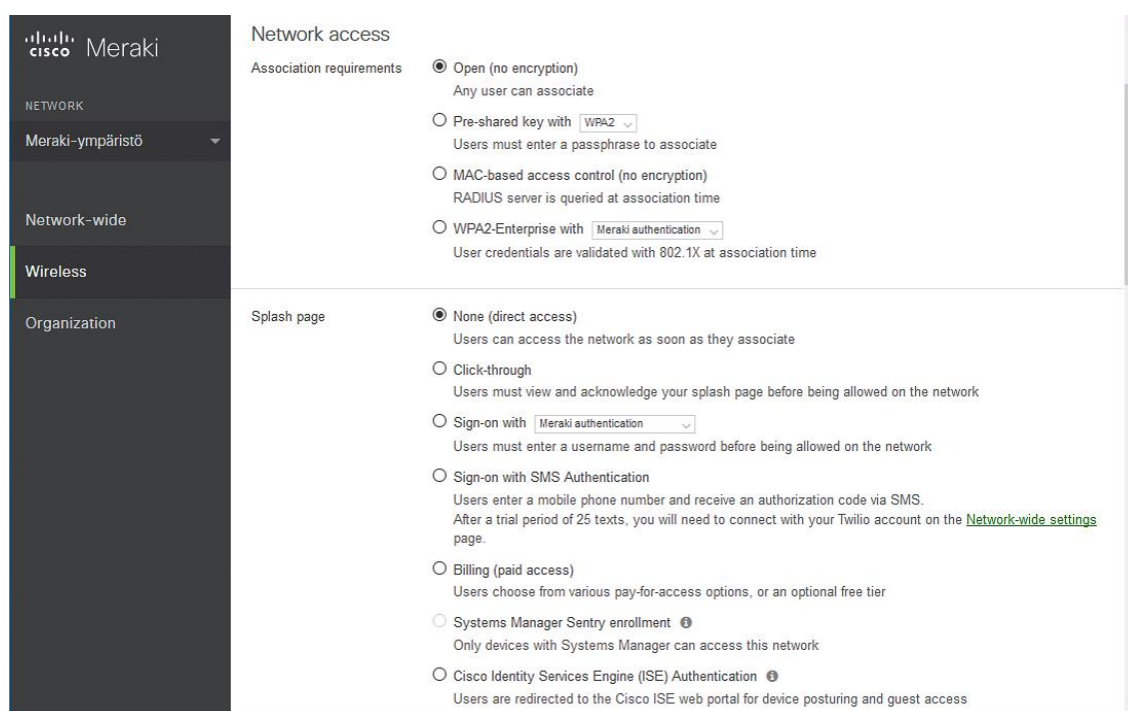 cisco Meraki
NETWORK
Meraki-ympäristö
Network-wide
Wireless
Organization
Network access
Association requirements
Open (no encryption)
Any user can associate
Pre-shared key with WPA2
Users must enter a passphrase to associate
MAC-based access control (no encryption)
RADIUS server is queried at association time
WPA2-Enterprise with Meraki authentication
User credentials are validated with 802.1X at association time
Splash page
None (direct access)
Users can access the network as soon as they associate
Click-through
Users must view and acknowledge your splash page before being allowed on the network
Sign-on with Meraki authentication
Users must enter a username and password before being allowed on the network
Sign-on with SMS Authentication
Users enter a mobile phone number and receive an authorization code via SMS.
After a trial period of 25 texts, you will need to connect with your Twilio account on the Network-wide settings
page.
Billing (paid access)
Users choose from various pay-for-access options, or an optional free tier
Systems Manager Sentry enrollment
Only devices with Systems Manager can access this network
Cisco Identity Services Engine (ISE) Authentication
Users are redirected to the Cisco ISE web portal for device posturing and guest access